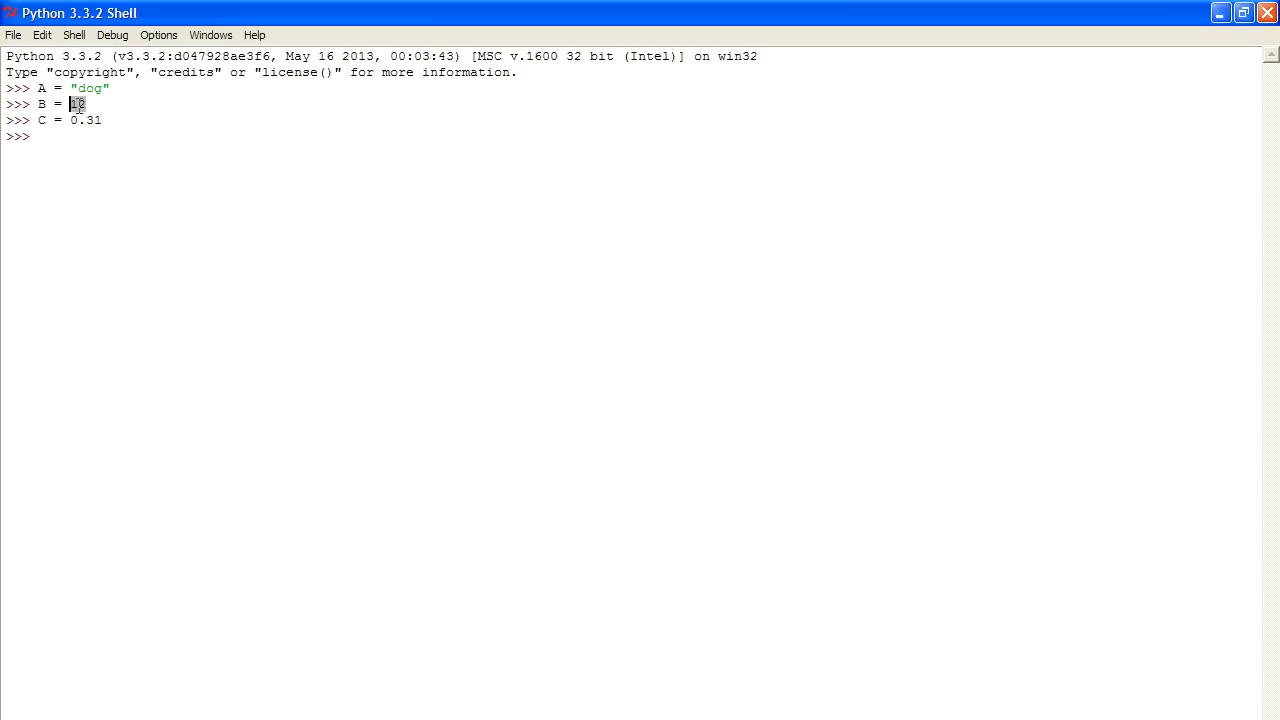 Python 3.3.2 Shell
File Edit Shell Debug Options Windows Help
Python 3.3.2 (v3.3.2:d047928ae3f6, May 16 2013, 00:03:43) [MSC v.1600 32 bit (Intel)] on win32
Type "copyright", "credits" or "license()" for more information.
>>> A = "dog"
>>> B = 12
>>> C = 0.31
>>>